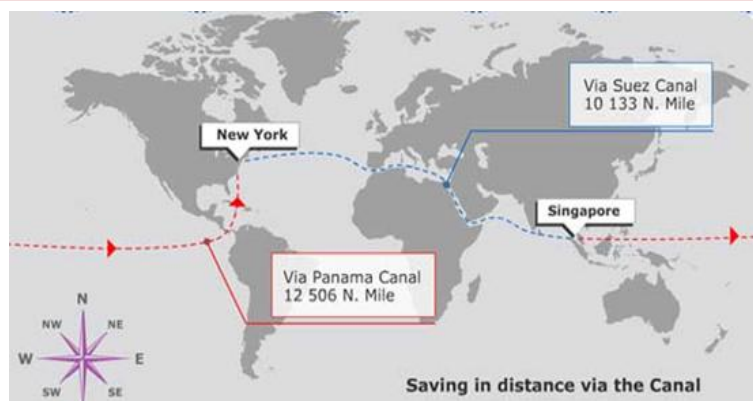 Via Suez Canal
10 133 N. Mile
New York
Singapore
Via Panama Canal
12 506 N. Mile
N
NW NE
W E
SW SE
Saving in distance via the Canal